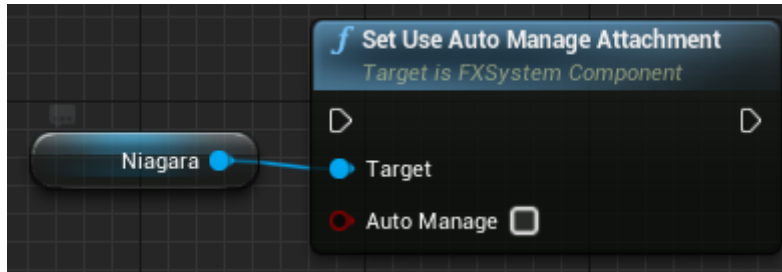 f Set Use Auto Manage Attachment
Target is FXSystem Component
Niagara
Target
Auto Manage